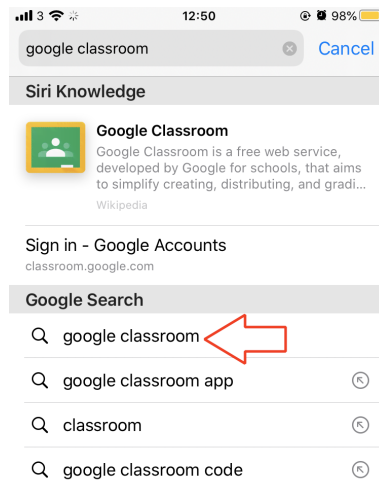 3 12:50 98%
google classroom Cancel
Siri Knowledge
Google Classroom
Google Classroom is a free web service,
developed by Google for schools, that aims
to simplify creating, distributing, and gradi...
Wikipedia
Sign in - Google Accounts
classroom.google.com
Google Search
google classroom
google classroom app
classroom
google classroom code